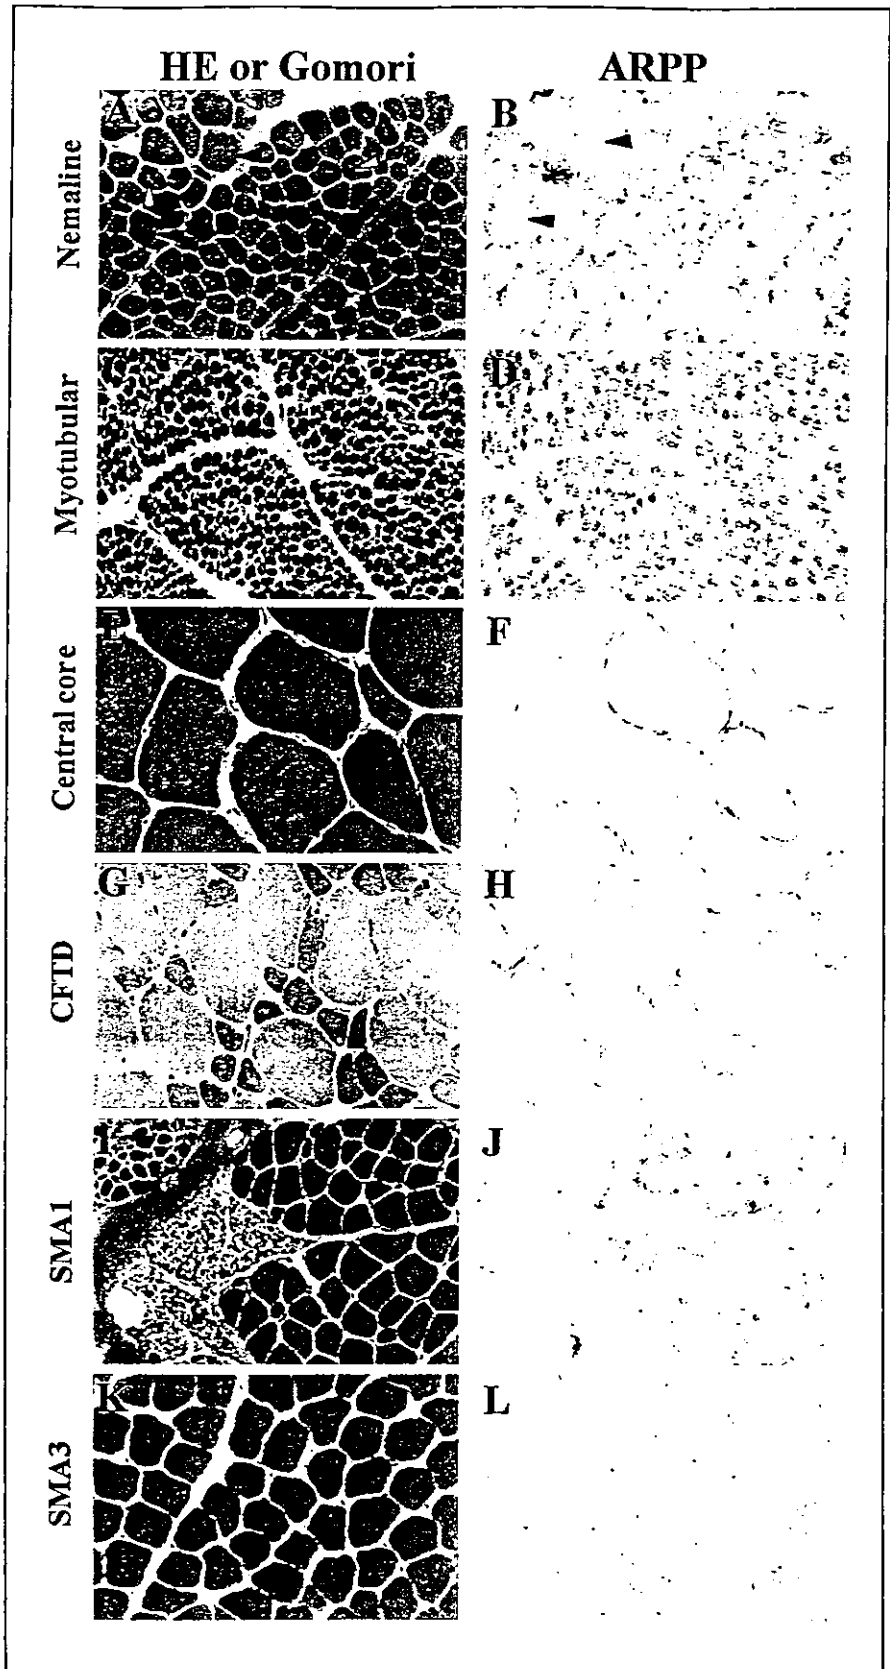 HE or Gomori ARPP
Nemaline
A B
Myotubular
D
Central core
E F
CFTD
G H
SMA1
I J
SMA3
K L